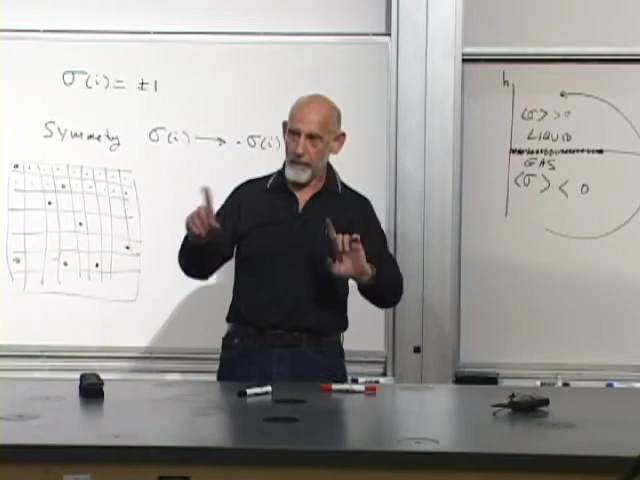 σ(i) = ±1
Symmetry σ(i) → -σ(i)
h
⟨σ⟩ > 0
LIQUID
GAS
⟨σ⟩ < 0